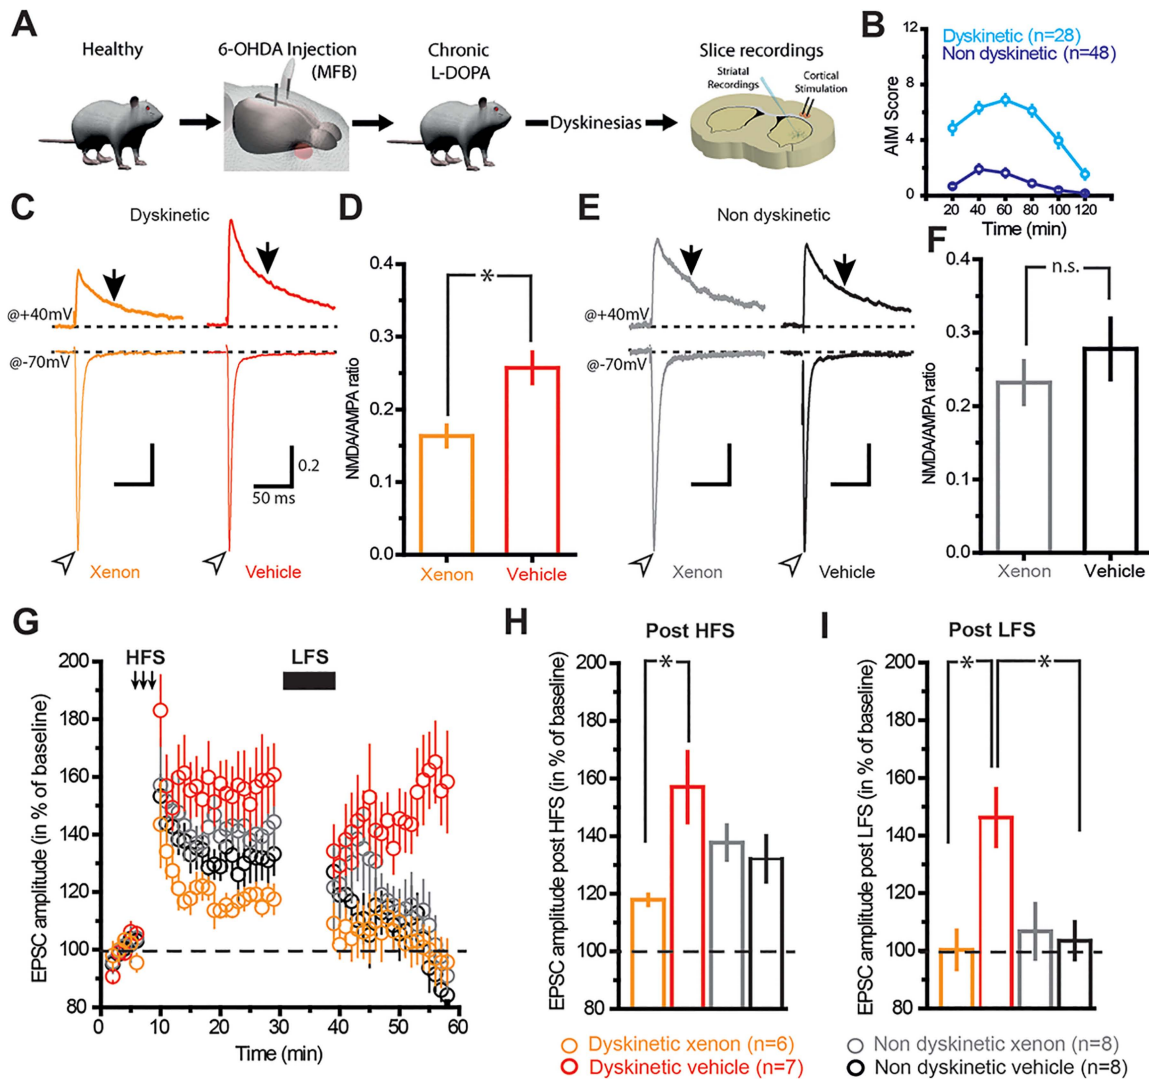 A
Healthy
6-OHDA Injection
(MFB)
Chronic
L-DOPA
Dyskinesias
Slice recordings
Striatal
Recordings
Cortical
Stimulation
B
Dyskinetic (n=28)
Non dyskinetic (n=48)
AIM Score
12
8
4
0
20 40 60 80 100 120
Time (min)
C
Dyskinetic
@+40mV
@-70mV
0.2
50 ms
Xenon
Vehicle
D
NMDA/AMPA ratio
0.4
0.3
0.2
0.1
0.0
*
Xenon
Vehicle
E
Non dyskinetic
@+40mV
@-70mV
Xenon
Vehicle
F
NMDA/AMPA ratio
0.4
0.3
0.2
0.1
0.0
n.s.
Xenon
Vehicle
G
HFS
LFS
EPSC amplitude (in % of baseline)
200
180
160
140
120
100
80
0 10 20 30 40 50 60
Time (min)
H
Post HFS
EPSC amplitude post HFS (in % of baseline)
200
180
160
140
120
100
80
*
I
Post LFS
EPSC amplitude post LFS (in % of baseline)
200
180
160
140
120
100
80
* *
Dyskinetic xenon (n=6)
Dyskinetic vehicle (n=7)
Non dyskinetic xenon (n=8)
Non dyskinetic vehicle (n=8)